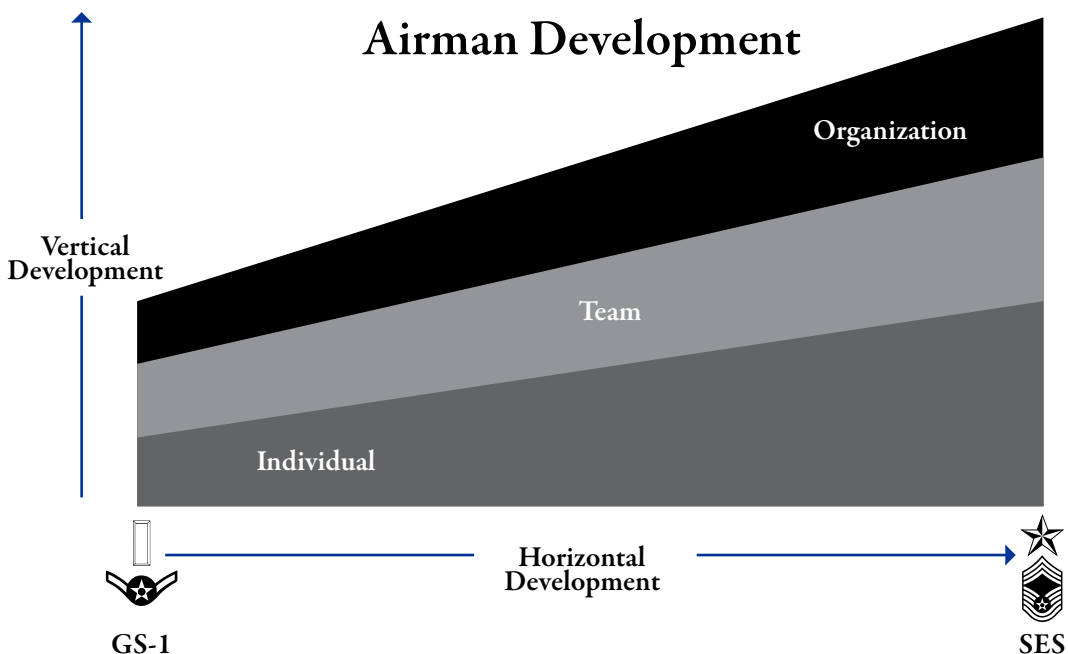 Airman Development
Organization
Vertical
Development
Team
Individual
Horizontal
Development
GS-1
SES